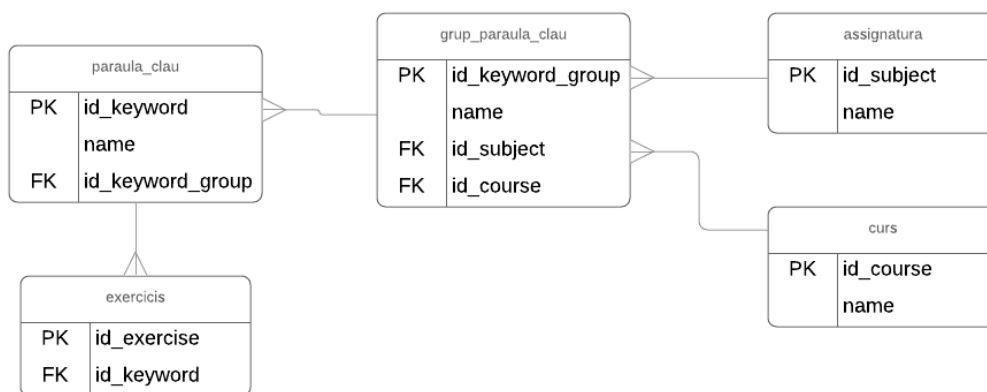 paraula_clau
PK id_keyword
name
FK id_keyword_group
grup_paraula_clau
PK id_keyword_group
name
FK id_subject
FK id_course
assignatura
PK id_subject
name
curs
PK id_course
name
exercicis
PK id_exercise
FK id_keyword